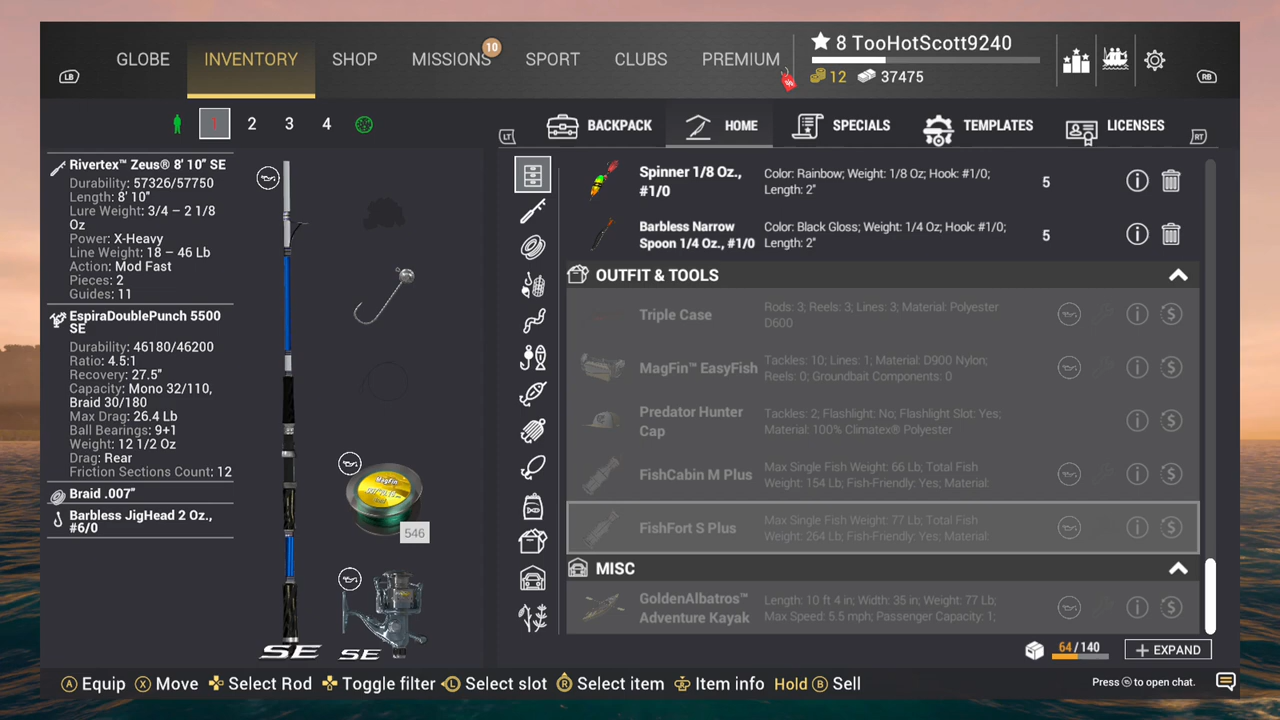 LB
GLOBE
INVENTORY
SHOP
MISSIONS
10
SPORT
CLUBS
PREMIUM
8 TooHotScott9240
12
37475
RB
1
2
3
4
LT
BACKPACK
HOME
SPECIALS
TEMPLATES
LICENSES
RT
Rivertex™ Zeus® 8' 10" SE
Durability: 57326/57750
Length: 8' 10"
Lure Weight: 3/4 – 2 1/8
Oz
Power: X-Heavy
Line Weight: 18 – 46 Lb
Action: Mod Fast
Pieces: 2
Guides: 11
EspiraDoublePunch 5500
SE
Durability: 46180/46200
Ratio: 4.5:1
Recovery: 27.5"
Capacity: Mono 32/110,
Braid 30/180
Max Drag: 26.4 Lb
Ball Bearings: 9+1
Weight: 12 1/2 Oz
Drag: Rear
Friction Sections Count: 12
Braid .007"
Barbless JigHead 2 Oz.,
#6/0
MagFin
546
SE
SE
Spinner 1/8 Oz.,
#1/0
Color: Rainbow; Weight: 1/8 Oz; Hook: #1/0;
Length: 2"
5
Barbless Narrow
Spoon 1/4 Oz., #1/0
Color: Black Gloss; Weight: 1/4 Oz; Hook: #1/0;
Length: 2"
5
OUTFIT & TOOLS
Triple Case
Rods: 3; Reels: 3; Lines: 3; Material: Polyester
D600
MagFin™ EasyFish
Tackles: 10; Lines: 1; Material: D900 Nylon;
Reels: 0; Groundbait Components: 0
Predator Hunter
Cap
Tackles: 2; Flashlight: No; Flashlight Slot: Yes;
Material: 100% Climatex® Polyester
FishCabin M Plus
Max Single Fish Weight: 66 Lb; Total Fish
Weight: 154 Lb; Fish-Friendly: Yes; Material:
FishFort S Plus
Max Single Fish Weight: 77 Lb; Total Fish
Weight: 264 Lb; Fish-Friendly: Yes; Material:
MISC
GoldenAlbatros™
Adventure Kayak
Length: 10 ft 4 in; Width: 35 in; Weight: 77 Lb;
Max Speed: 5.5 mph; Passenger Capacity: 1;
64/140
+ EXPAND
A Equip
X Move
Select Rod
Toggle filter
L Select slot
R Select item
Item info
Hold B Sell
Press to open chat.